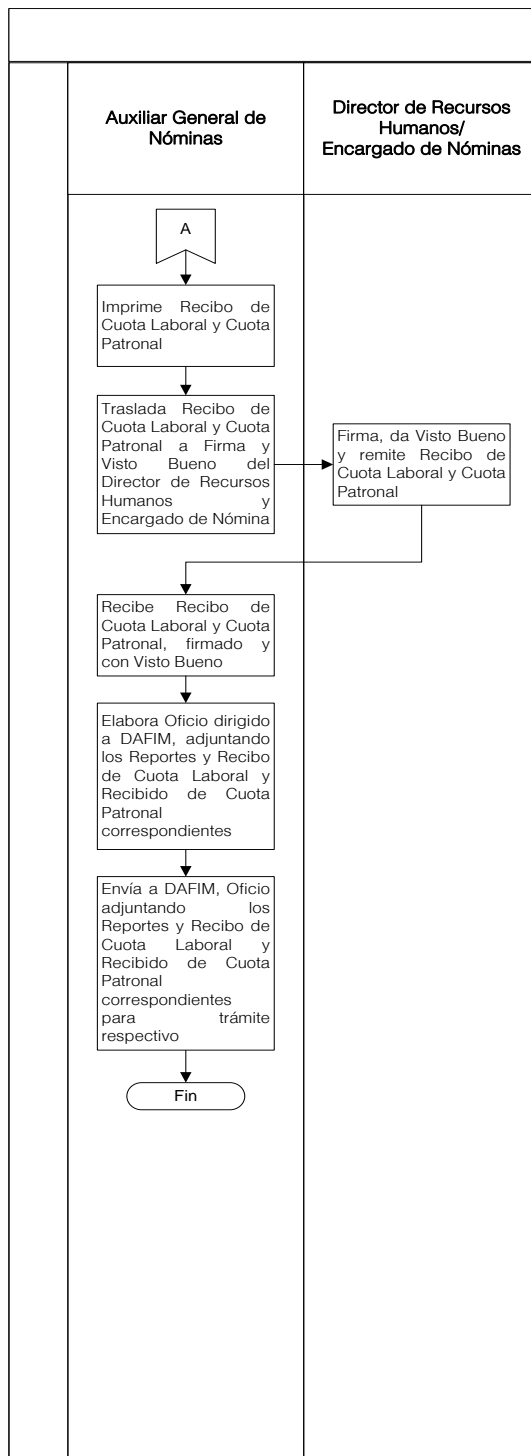 Auxiliar General de
Nóminas
Director de Recursos
Humanos/
Encargado de Nóminas
A
Imprime Recibo de
Cuota Laboral y Cuota
Patronal
Traslada Recibo de
Cuota Laboral y Cuota
Patronal a Firma y
Visto Bueno del
Director de Recursos
Humanos y
Encargado de Nómina
Firma, da Visto Bueno
y remite Recibo de
Cuota Laboral y Cuota
Patronal
Recibe Recibo de
Cuota Laboral y Cuota
Patronal, firmado y
con Visto Bueno
Elabora Oficio dirigido
a DAFIM, adjuntando
los Reportes y Recibo
de Cuota Laboral y
Recibido de Cuota
Patronal
correspondientes
Envía a DAFIM, Oficio
adjuntando los
Reportes y Recibo de
Cuota Laboral y
Recibido de Cuota
Patronal
correspondientes
para trámite
respectivo
Fin